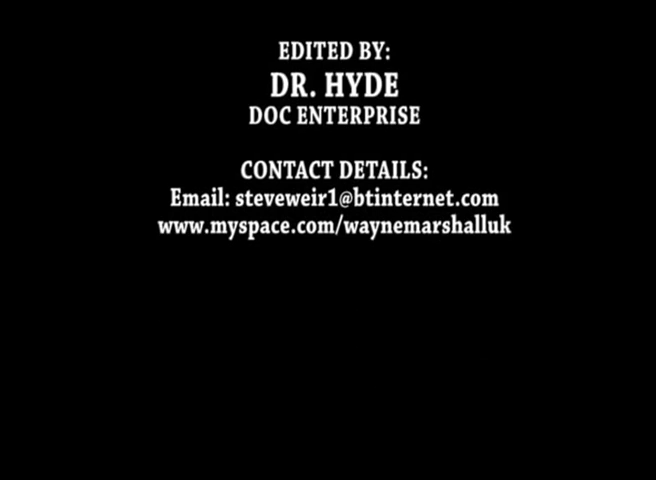 EDITED BY:
DR. HYDE
DOC ENTERPRISE
CONTACT DETAILS:
Email: steveweir1@btinternet.com
www.myspace.com/waynemarshalluk